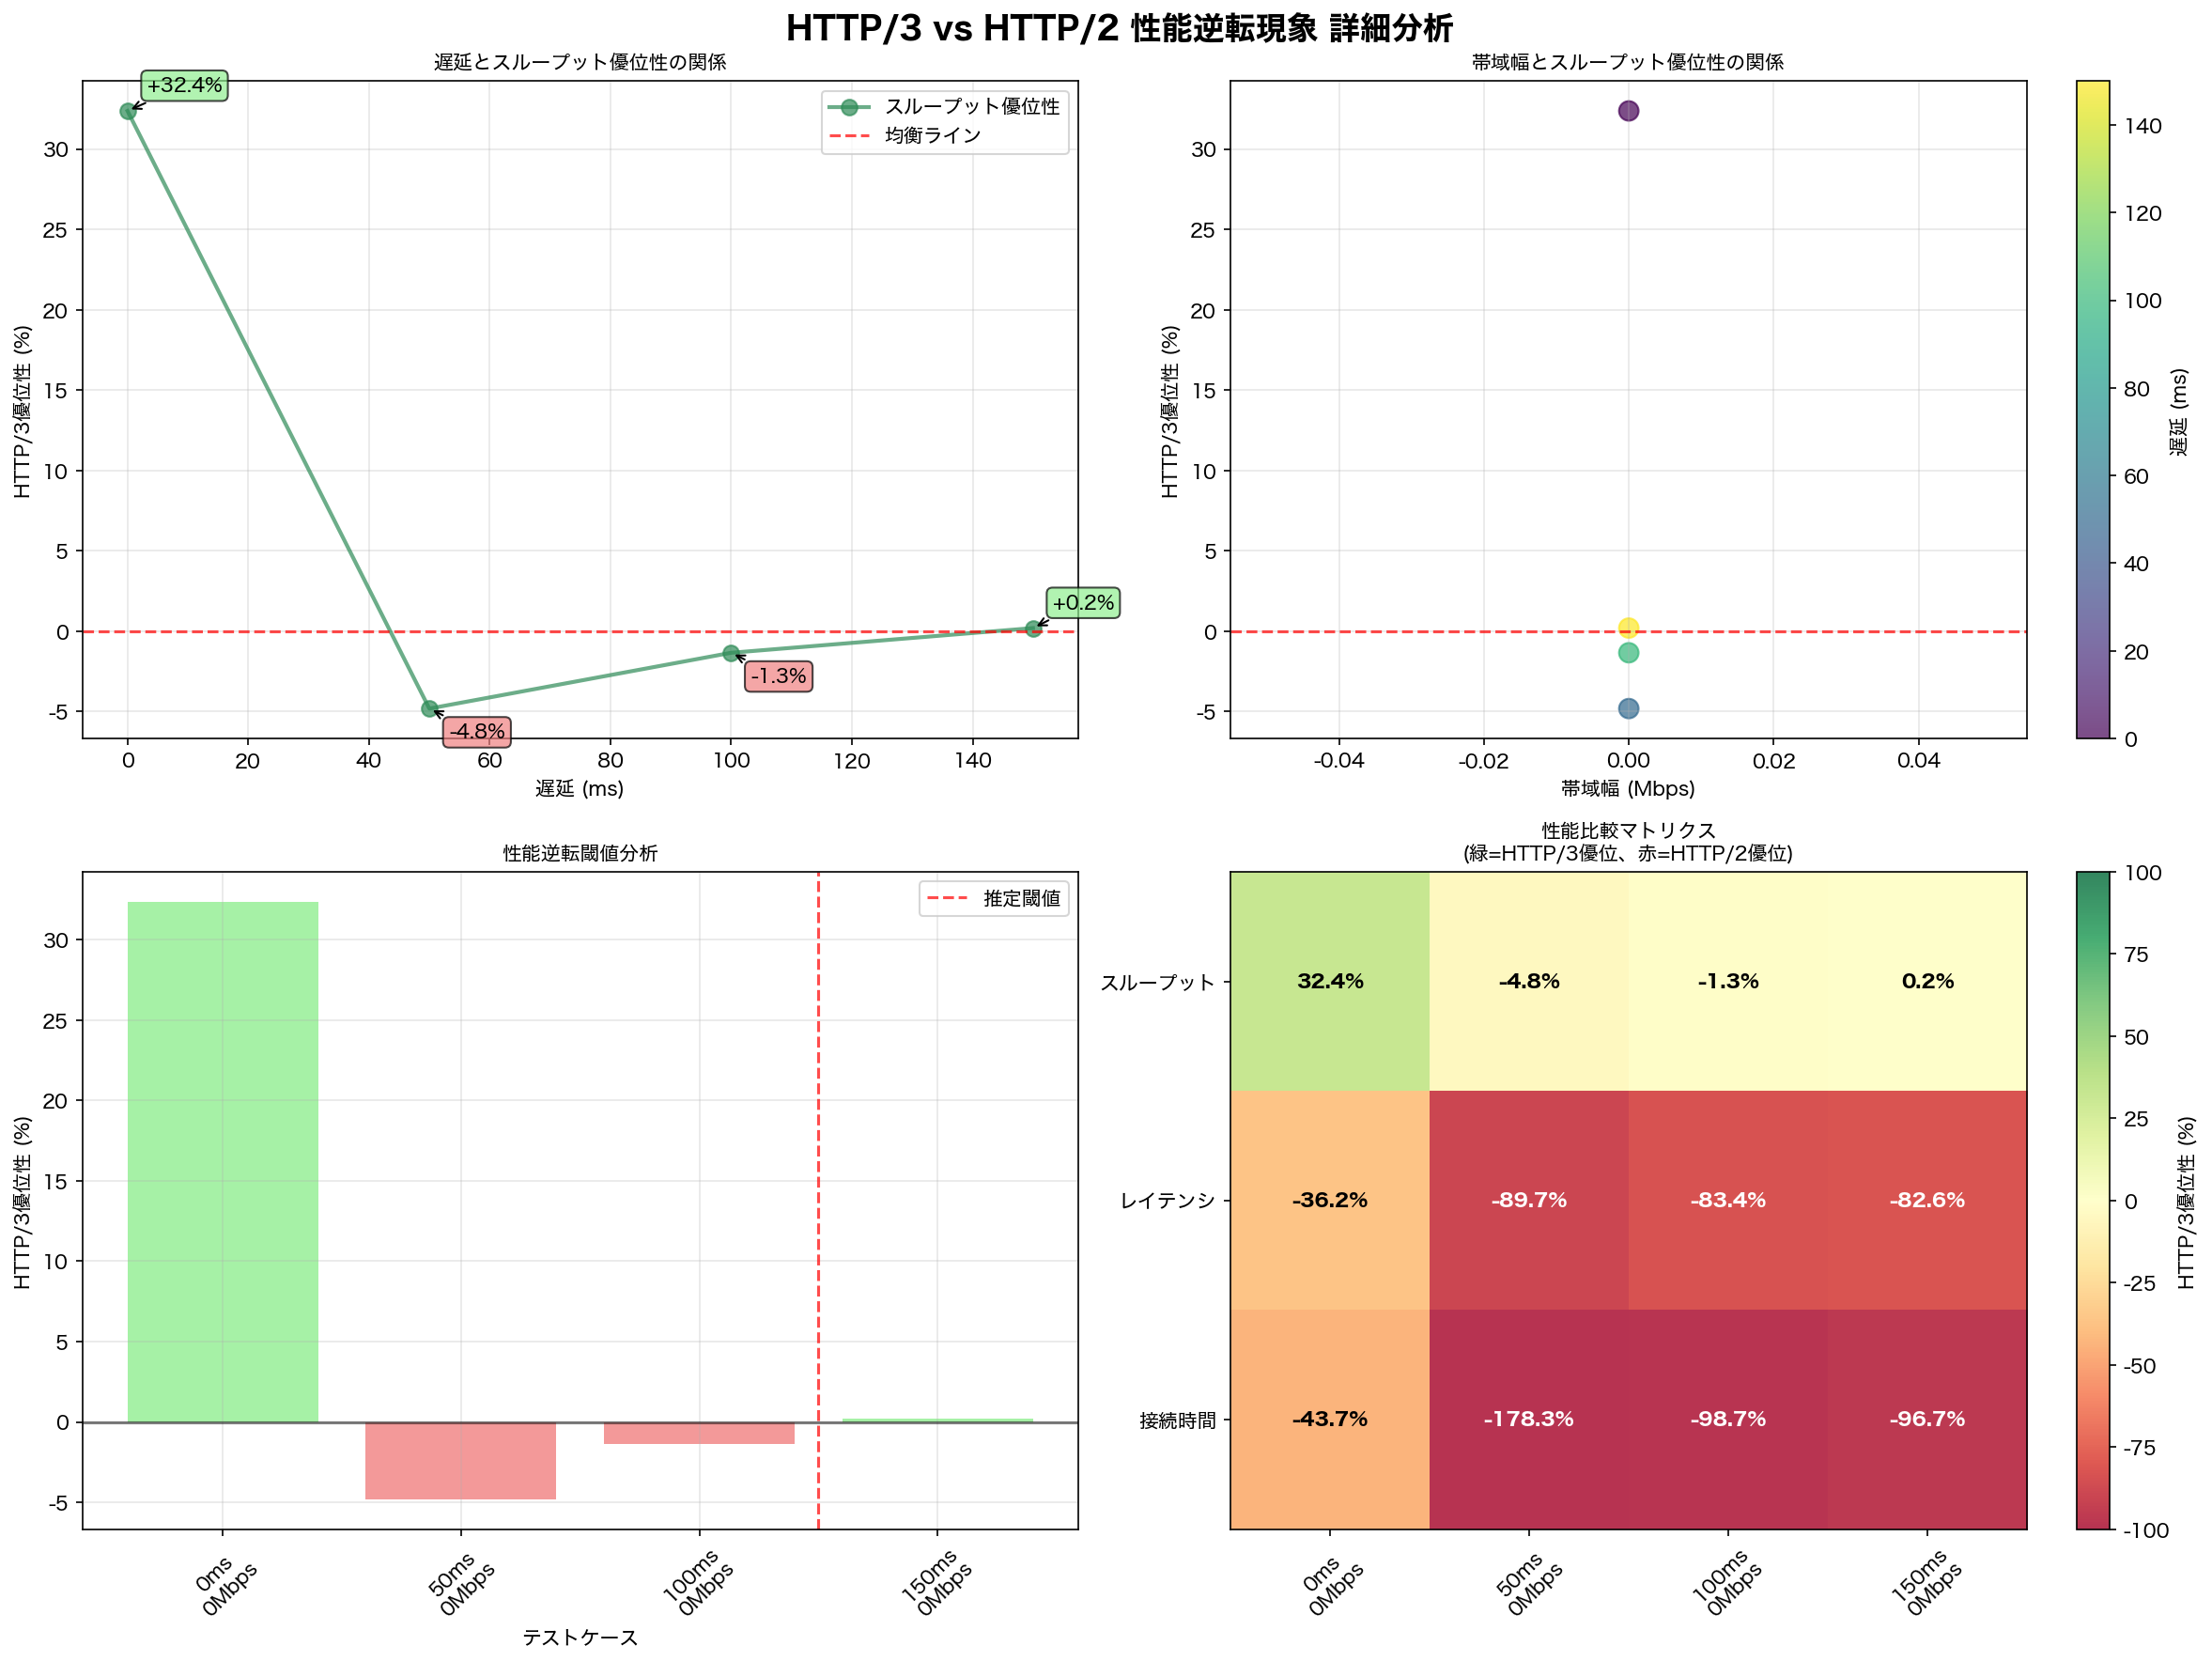 HTTP/3 vs HTTP/2 性能逆転現象 詳細分析
遅延とスループット優位性の関係
+32.4%
-4.8%
-1.3%
+0.2%
スループット優位性
均衡ライン
30
25
20
15
10
5
0
-5
HTTP/3優位性 (%)
0
20
40
60
80
100
120
140
遅延 (ms)
帯域幅とスループット優位性の関係
30
25
20
15
10
5
0
-5
HTTP/3優位性 (%)
-0.04
-0.02
0.00
0.02
0.04
帯域幅 (Mbps)
140
120
100
80
60
40
20
0
遅延 (ms)
性能逆転閾値分析
推定閾値
30
25
20
15
10
5
0
-5
HTTP/3優位性 (%)
0ms
0Mbps
50ms
0Mbps
100ms
0Mbps
150ms
0Mbps
テストケース
性能比較マトリクス
(緑=HTTP/3優位、赤=HTTP/2優位)
スループット
32.4%
-4.8%
-1.3%
0.2%
レイテンシ
-36.2%
-89.7%
-83.4%
-82.6%
接続時間
-43.7%
-178.3%
-98.7%
-96.7%
0ms
0Mbps
50ms
0Mbps
100ms
0Mbps
150ms
0Mbps
100
75
50
25
0
-25
-50
-75
-100
HTTP/3優位性 (%)